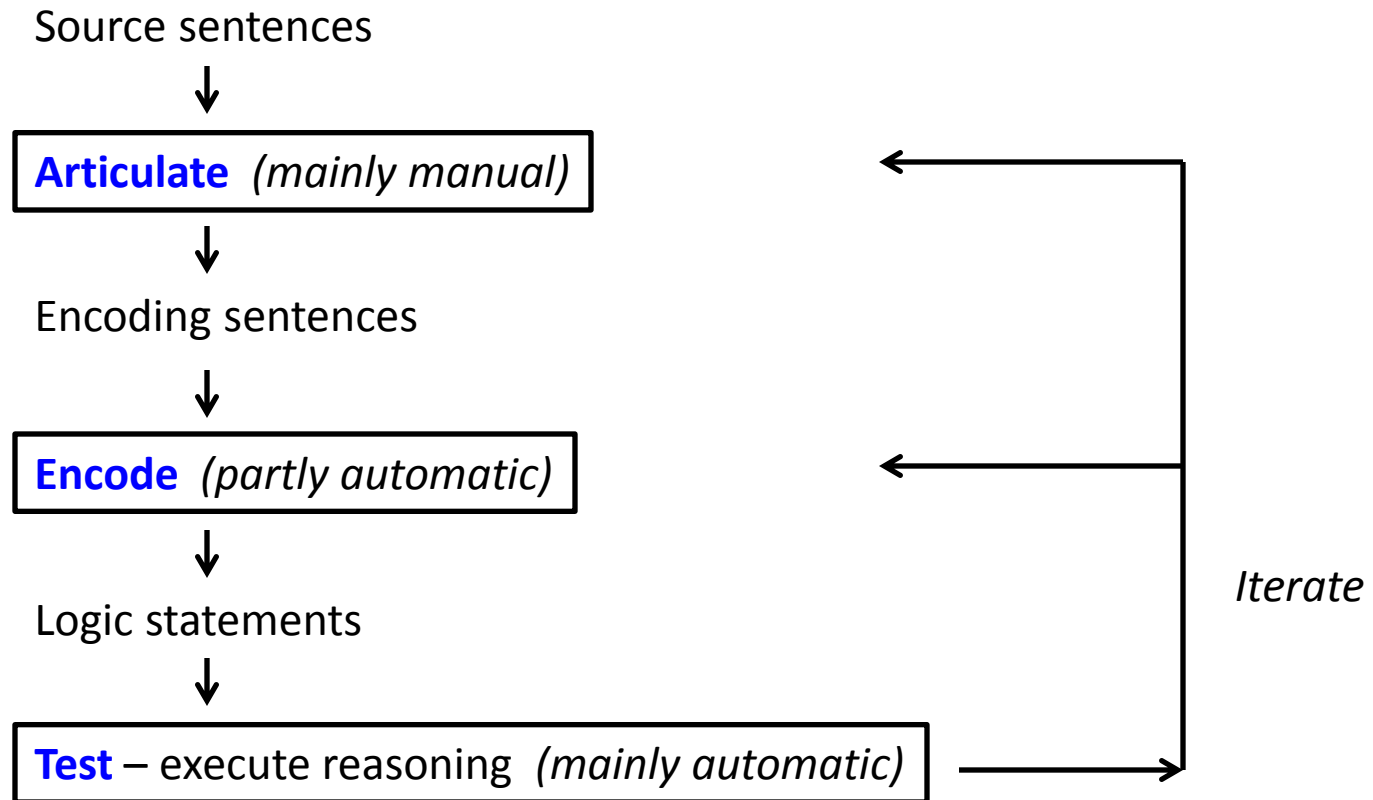 Source sentences
Articulate (mainly manual)
Encoding sentences
Encode (partly automatic)
Iterate
Logic statements
Test – execute reasoning (mainly automatic)